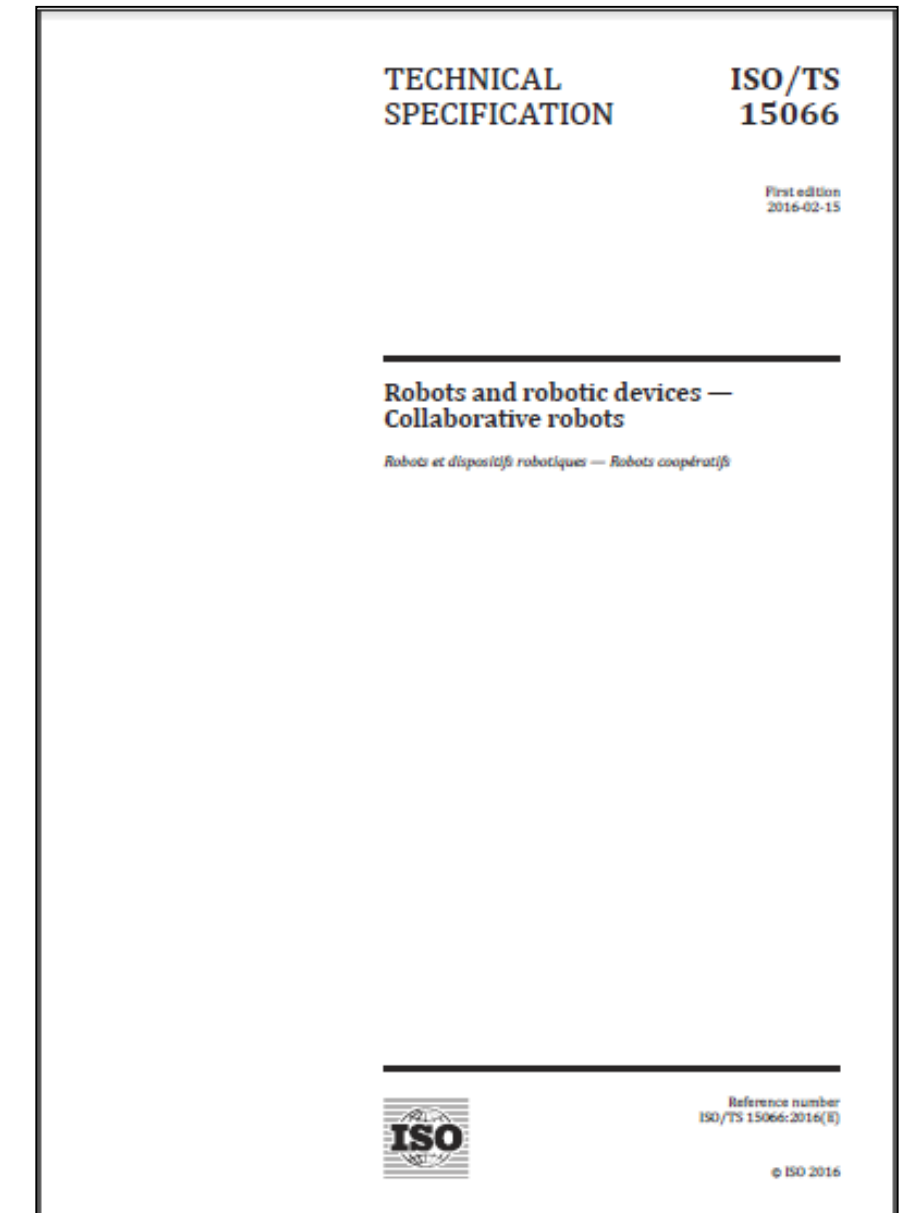 TECHNICAL SPECIFICATION
ISO/TS 15066
First edition
2016-02-15
Robots and robotic devices —
Collaborative robots
Robots et dispositifs robotiques — Robots coopératifs
ISO
Reference number
ISO/TS 15066:2016(E)
© ISO 2016